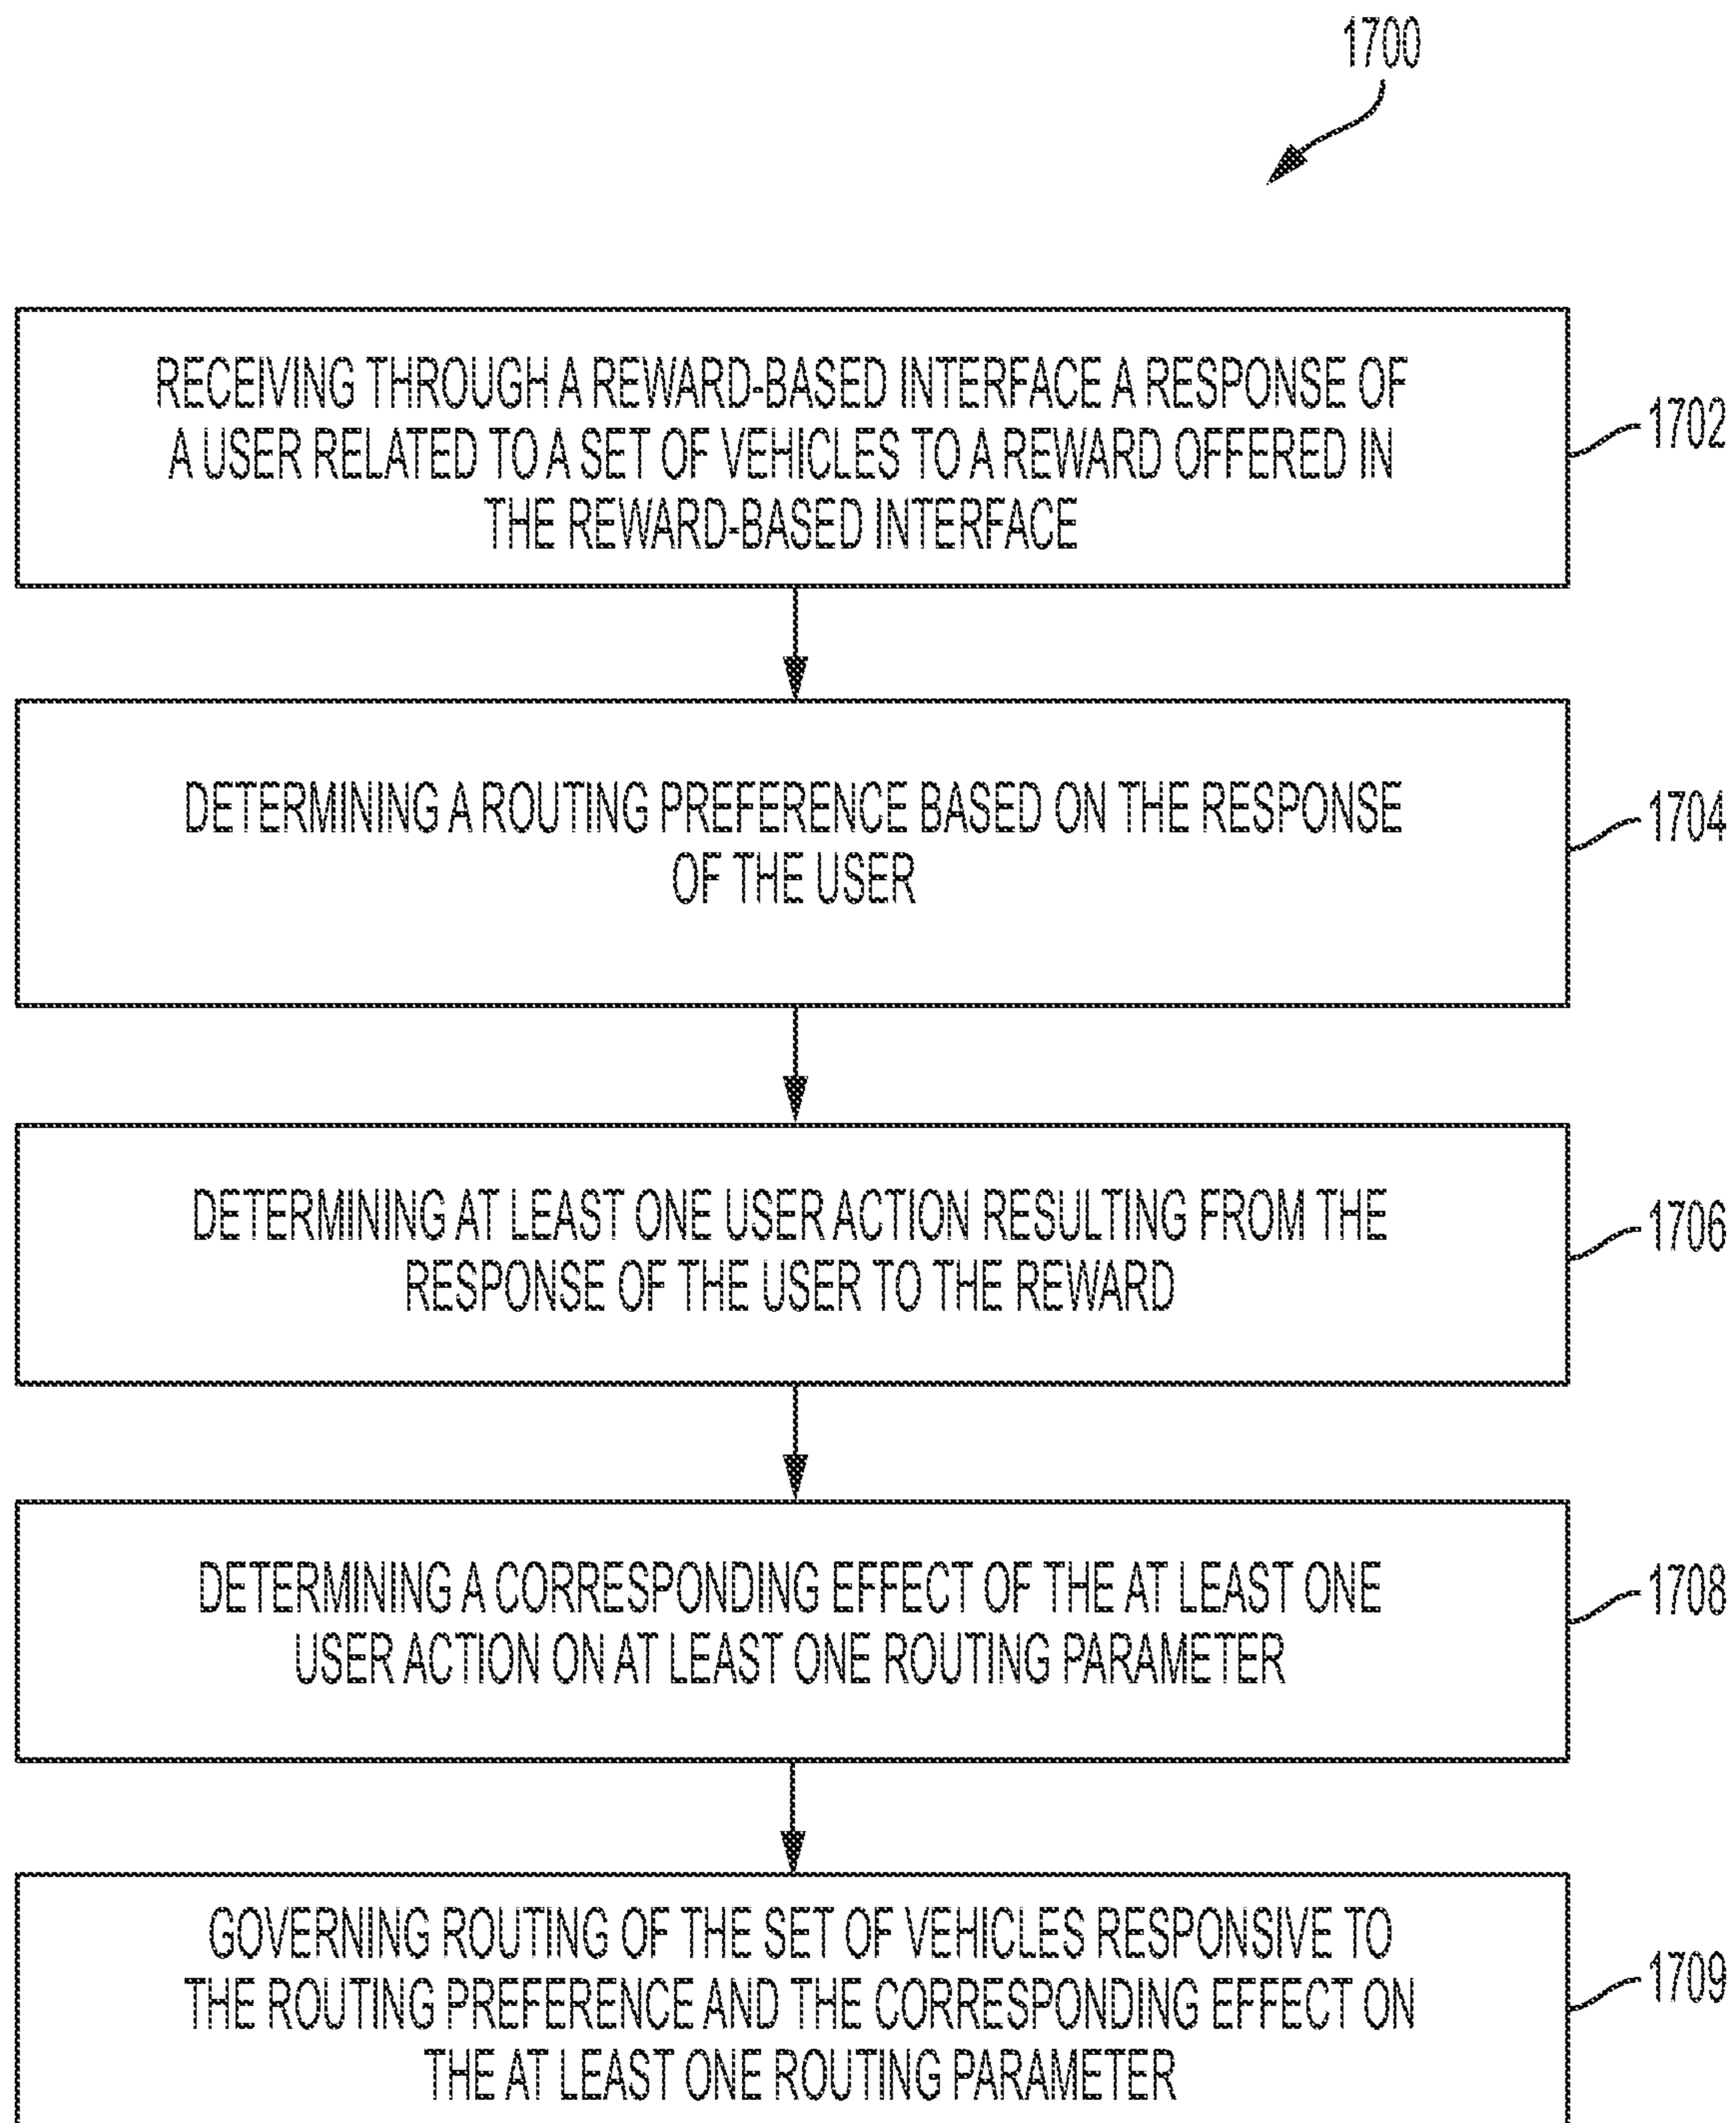 1700
RECEIVING THROUGH A REWARD-BASED INTERFACE A RESPONSE OF
A USER RELATED TO A SET OF VEHICLES TO A REWARD OFFERED IN
THE REWARD-BASED INTERFACE
1702
DETERMINING A ROUTING PREFERENCE BASED ON THE RESPONSE
OF THE USER
1704
DETERMINING AT LEAST ONE USER ACTION RESULTING FROM THE
RESPONSE OF THE USER TO THE REWARD
1706
DETERMINING A CORRESPONDING EFFECT OF THE AT LEAST ONE
USER ACTION ON AT LEAST ONE ROUTING PARAMETER
1708
GOVERNING ROUTING OF THE SET OF VEHICLES RESPONSIVE TO
THE ROUTING PREFERENCE AND THE CORRESPONDING EFFECT ON
THE AT LEAST ONE ROUTING PARAMETER
1709